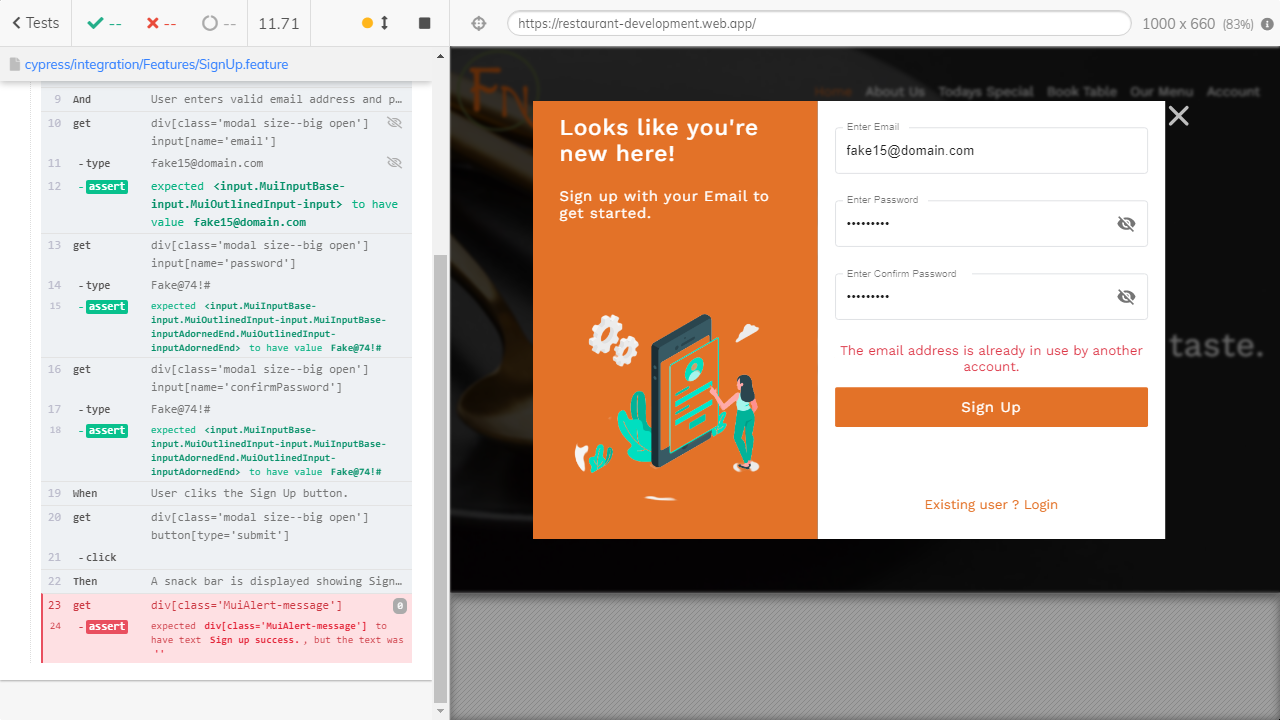 Tests
--
--
--
11.71
https://restaurant-development.web.app/
1000 x 660 (83%)
cypress/integration/Features/SignUp.feature
9 And User enters valid email address and p…
10 get div[class='modal size--big open']
input[name='email']
11 -type fake15@domain.com
12 -assert expected <input.MuiInputBase-
input.MuiOutlinedInput-input> to have
value fake15@domain.com
13 get div[class='modal size--big open']
input[name='password']
14 -type Fake@74!#
15 -assert expected <input.MuiInputBase-
input.MuiOutlinedInput-input.MuiInputBase-
inputAdornedEnd.MuiOutlinedInput-
inputAdornedEnd> to have value Fake@74!#
16 get div[class='modal size--big open']
input[name='confirmPassword']
17 -type Fake@74!#
18 -assert expected <input.MuiInputBase-
input.MuiOutlinedInput-input.MuiInputBase-
inputAdornedEnd.MuiOutlinedInput-
inputAdornedEnd> to have value Fake@74!#
19 When User cliks the Sign Up button.
20 get div[class='modal size--big open']
button[type='submit']
21 -click
22 Then A snack bar is displayed showing Sign…
23 get div[class='MuiAlert-message'] 0
24 -assert expected div[class='MuiAlert-message'] to
have text Sign up success., but the text was
''
FN
Home About Us Todays Special Book Table Our Menu Account
taste.
Looks like you're
new here!
Sign up with your Email to
get started.
Enter Email
fake15@domain.com
Enter Password
•••••••••
Enter Confirm Password
•••••••••
The email address is already in use by another
account.
Sign Up
Existing user ? Login